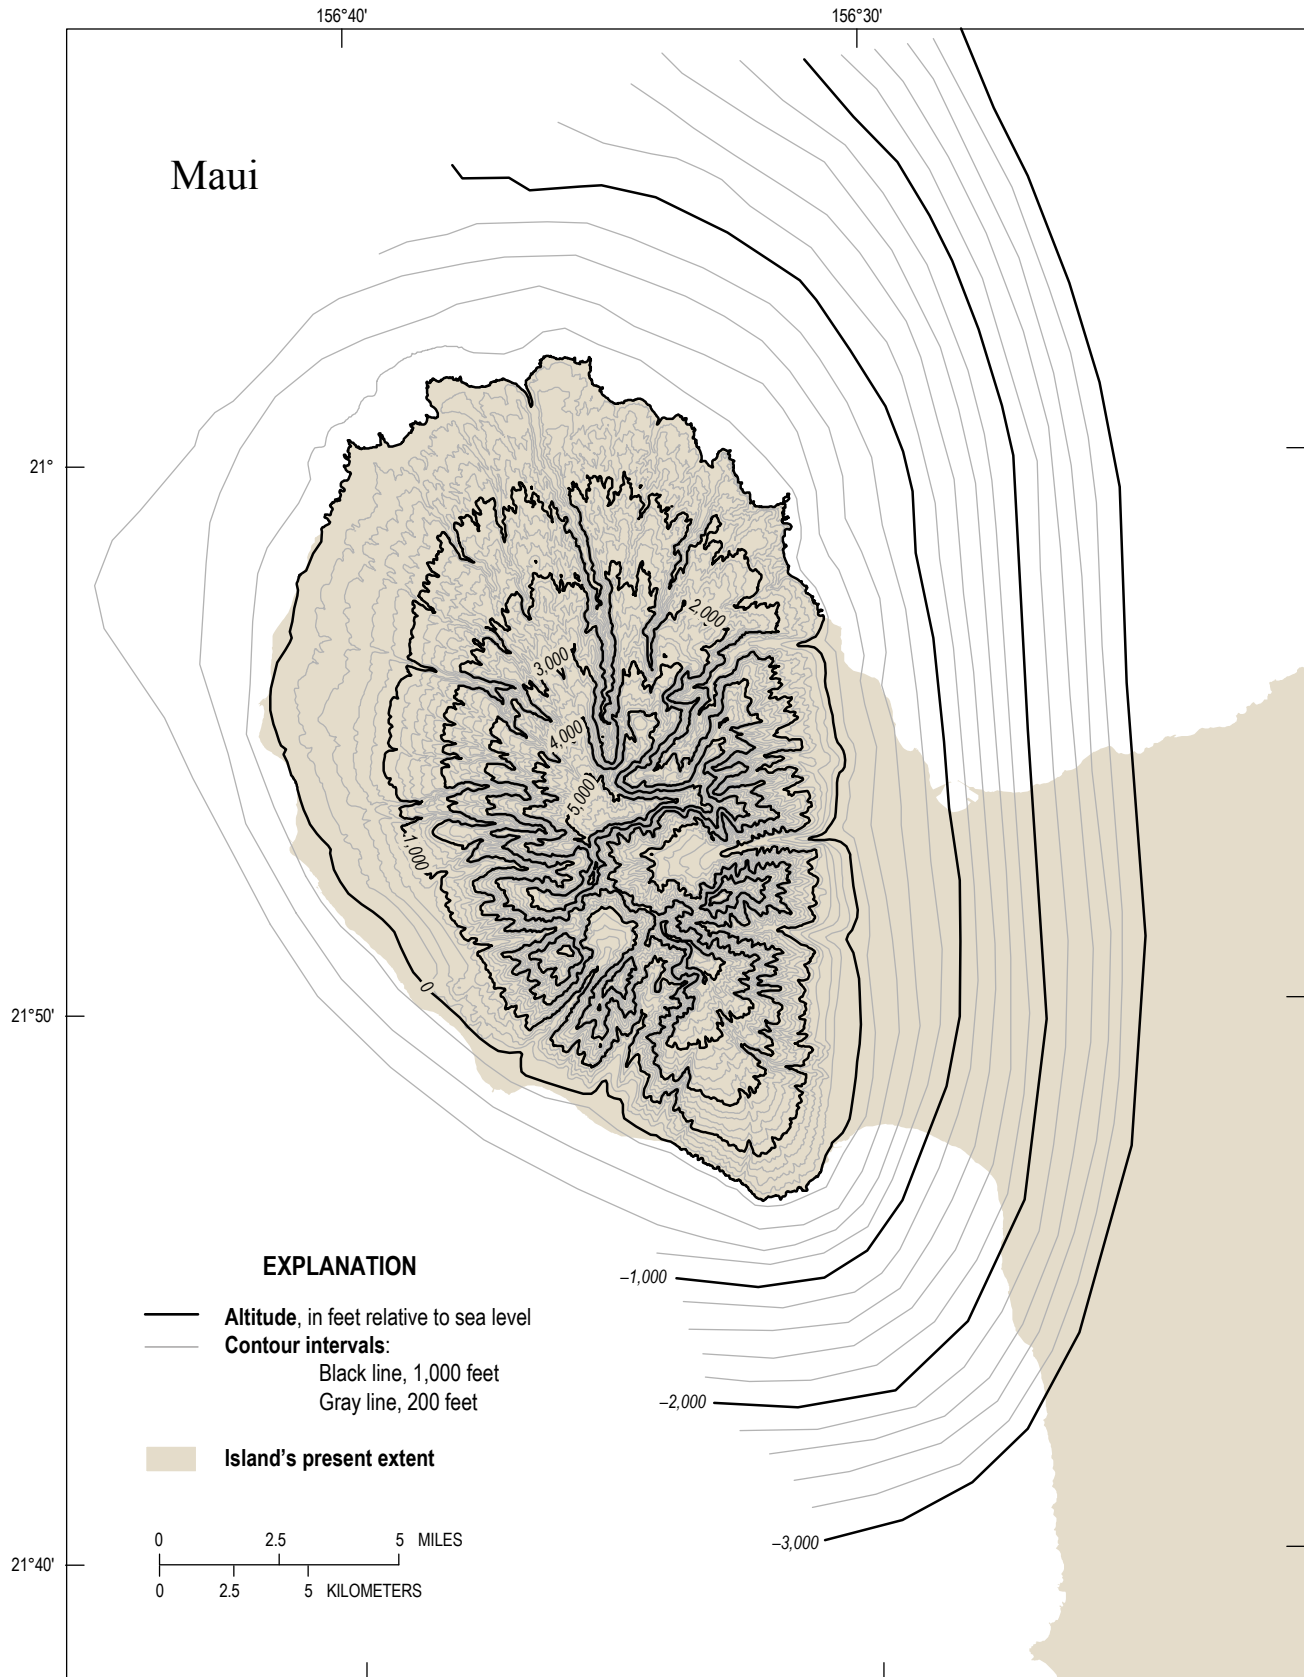 156°40' 156°30'
Maui
21°
2,000
3,000
4,000
5,000
1,000
0
21°50'
EXPLANATION
–1,000
Altitude, in feet relative to sea level
Contour intervals:
Black line, 1,000 feet
Gray line, 200 feet
–2,000
Island's present extent
0 2.5 5 MILES
–3,000
21°40'
0 2.5 5 KILOMETERS